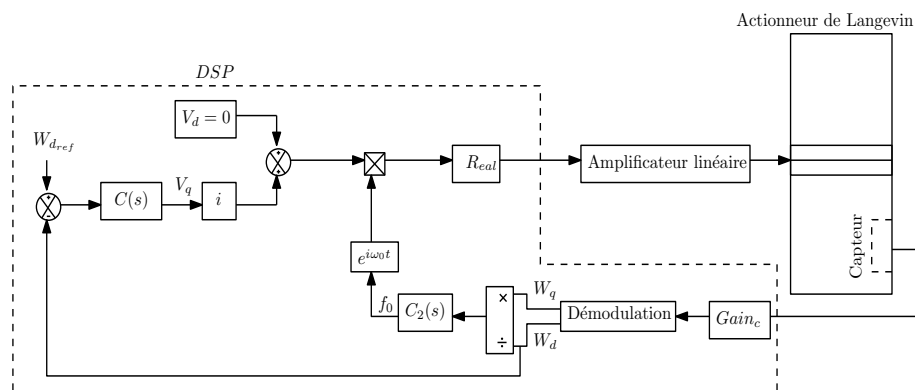 Actionneur de Langevin
DSP
V_d = 0
W_{d_{ref}}
+
-
C(s)
V_q
i
+
+
×
R_{eal}
Amplificateur linéaire
Capteur
e^{iω_0t}
f_0
C_2(s)
×
÷
W_q
W_d
Démodulation
Gain_c